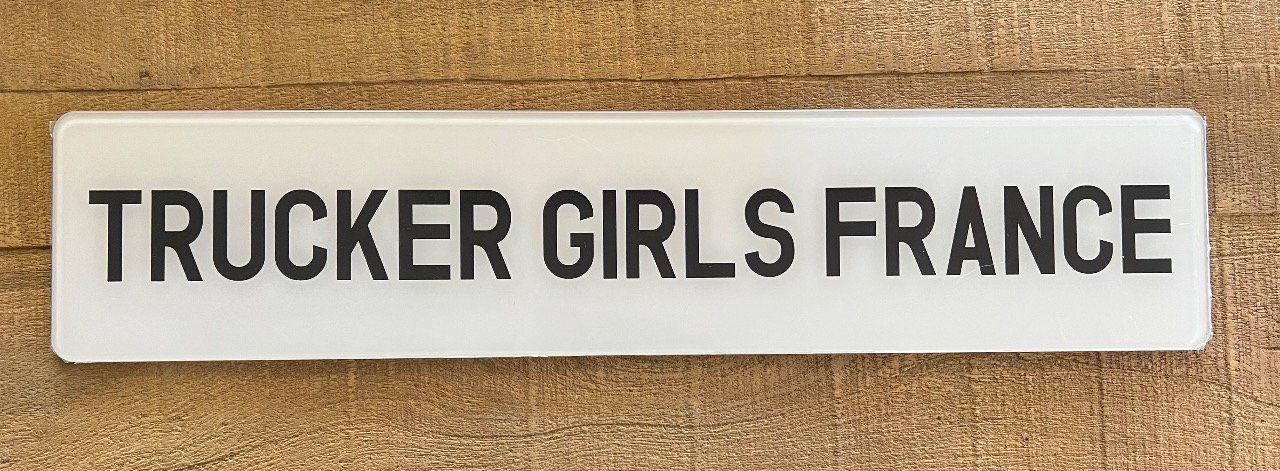 TRUCKER GIRLS FRANCE